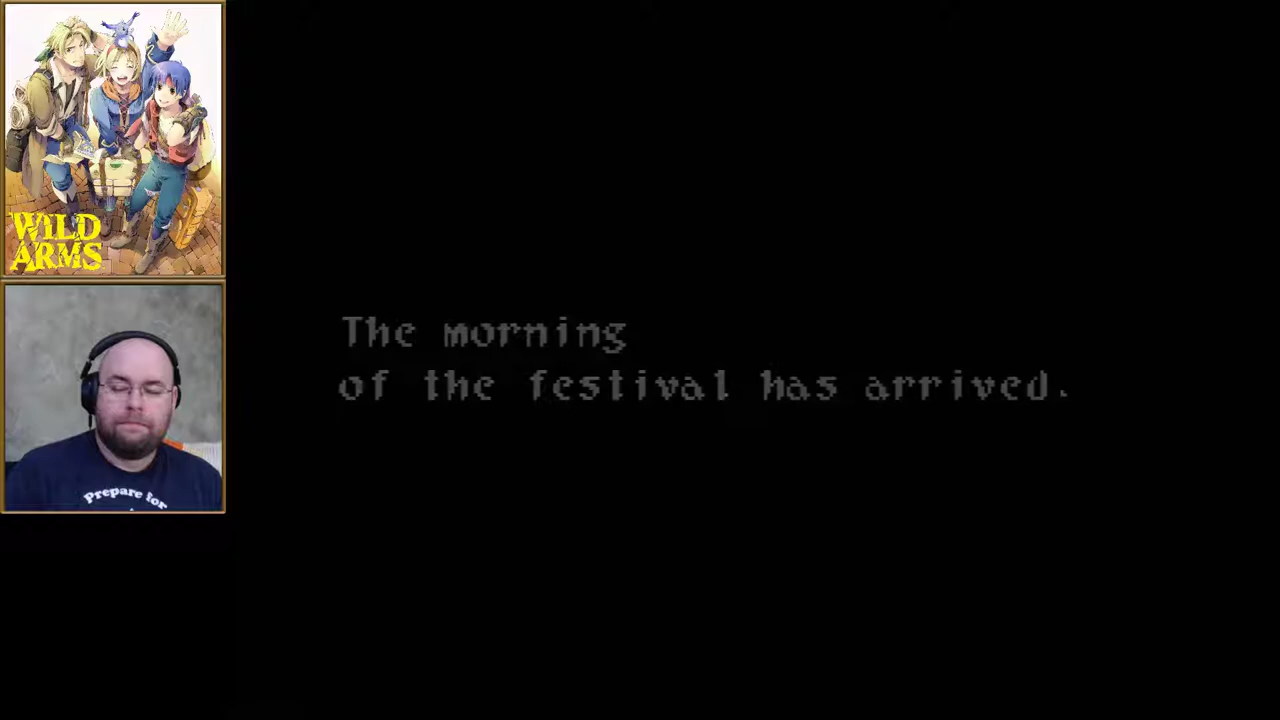 WILD
ARMS
The morning
of the festival has arrived.
Prepare for